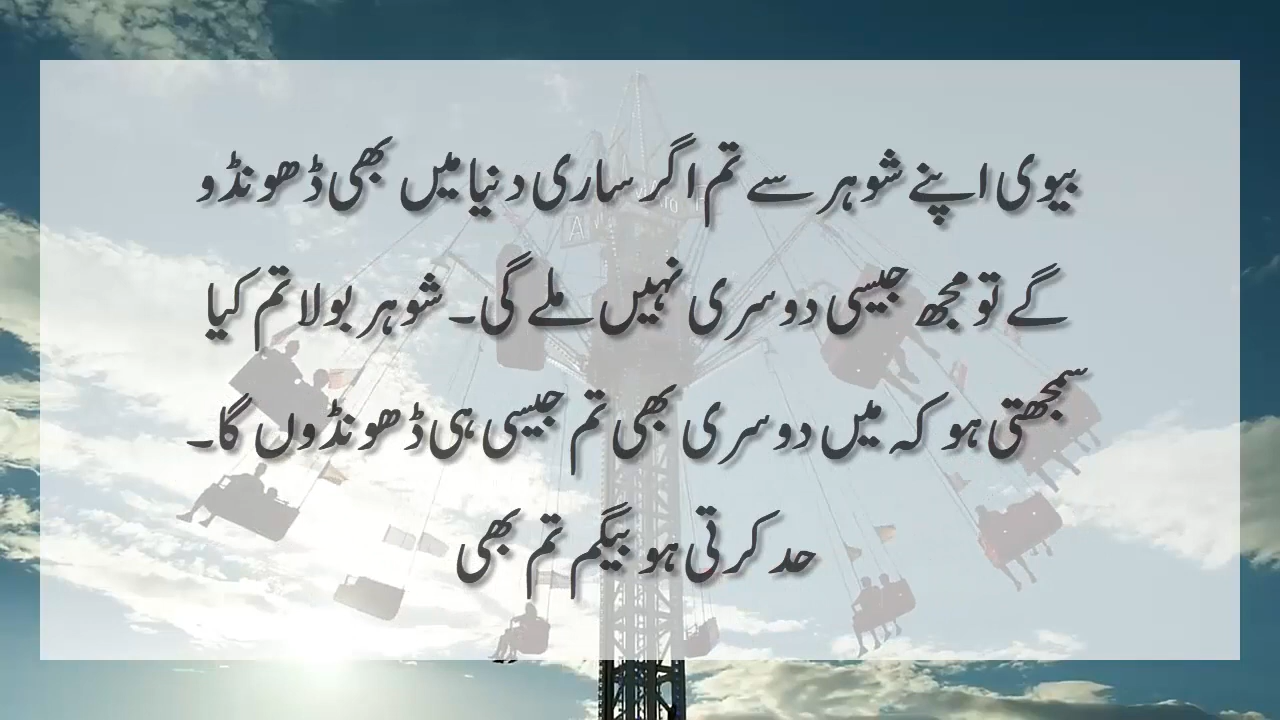 بیوی اپنے شوہر سے تم اگر ساری دنیا میں بھی ڈھونڈو
گے تو مجھ جیسی دوسری نہیں ملے گی۔ شوہر بولا تم کیا
سمجھتی ہو کہ میں دوسری بھی تم جیسی ہی ڈھونڈوں گا۔
حد کرتی ہو بیگم تم بھی